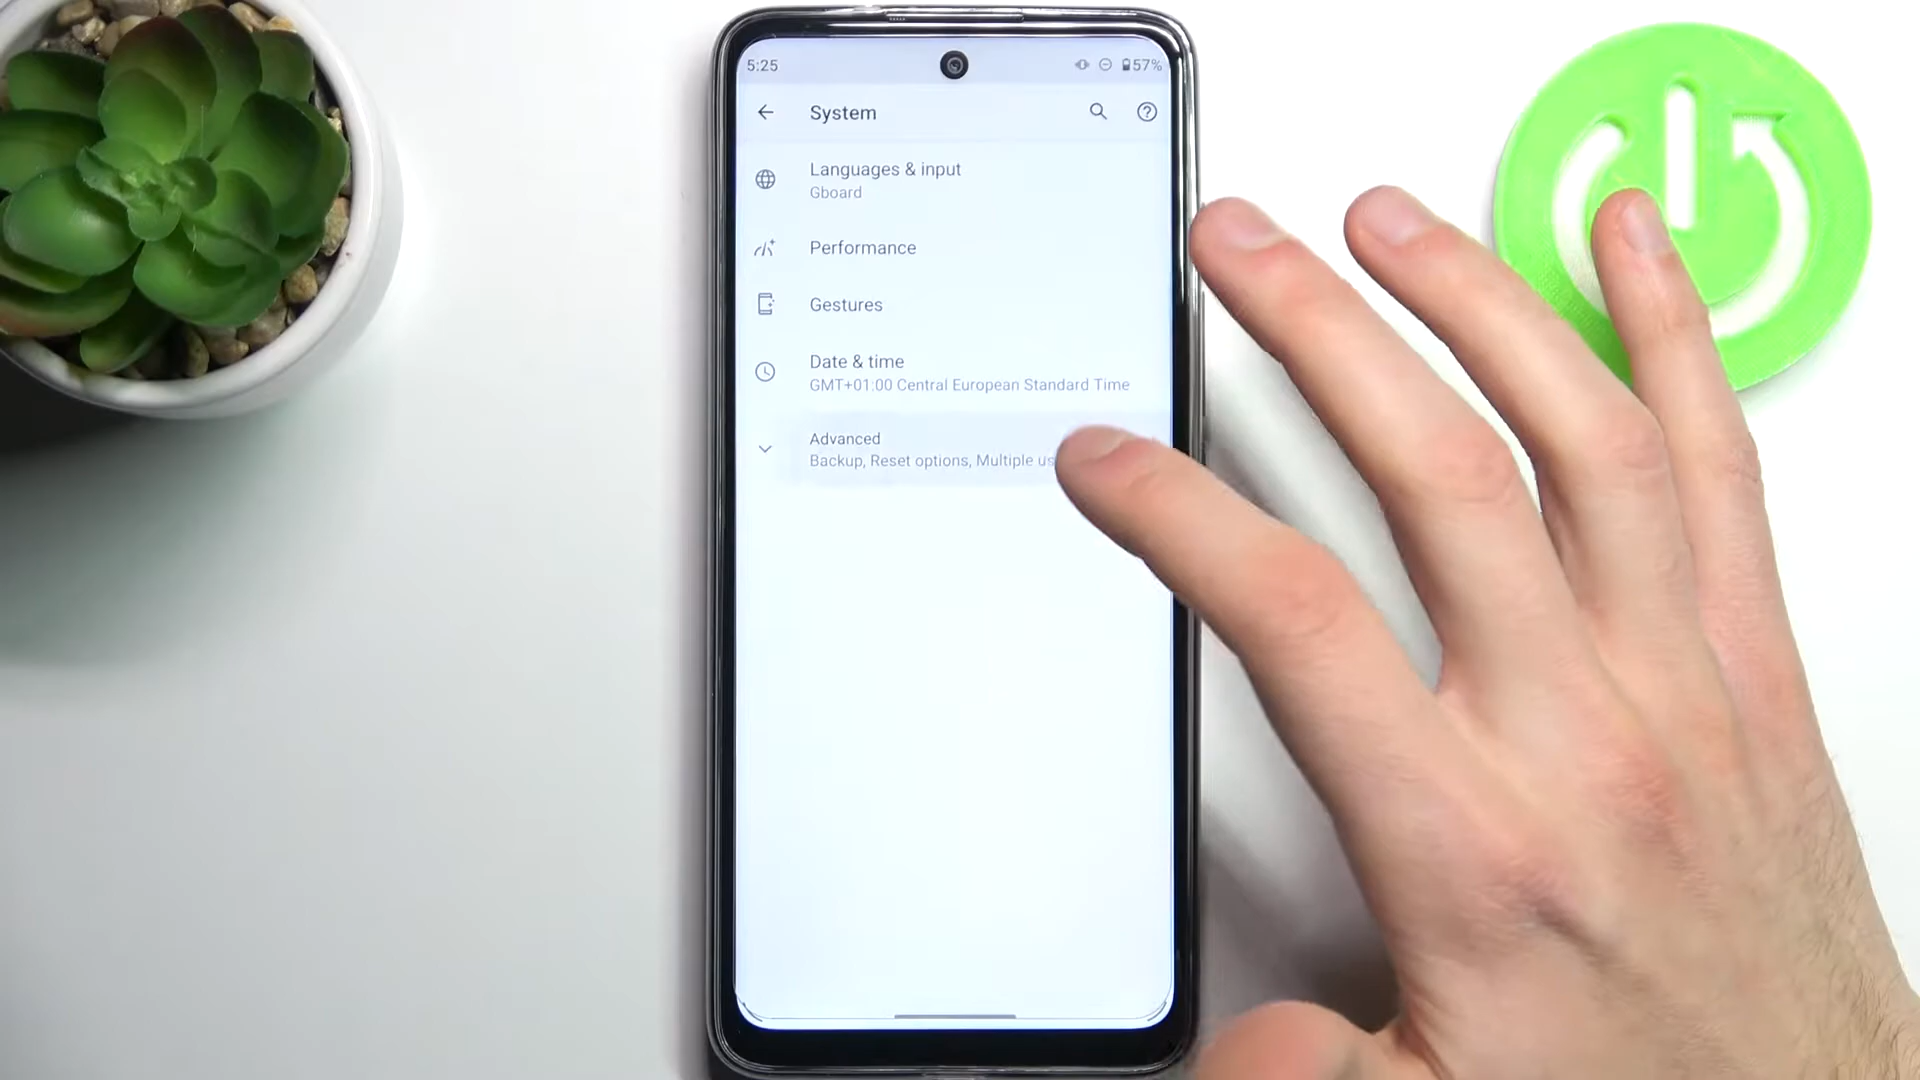 5:25
57%
System
Languages & input
Gboard
Performance
Gestures
Date & time
GMT+01:00 Central European Standard Time
Advanced
Backup, Reset options, Multiple